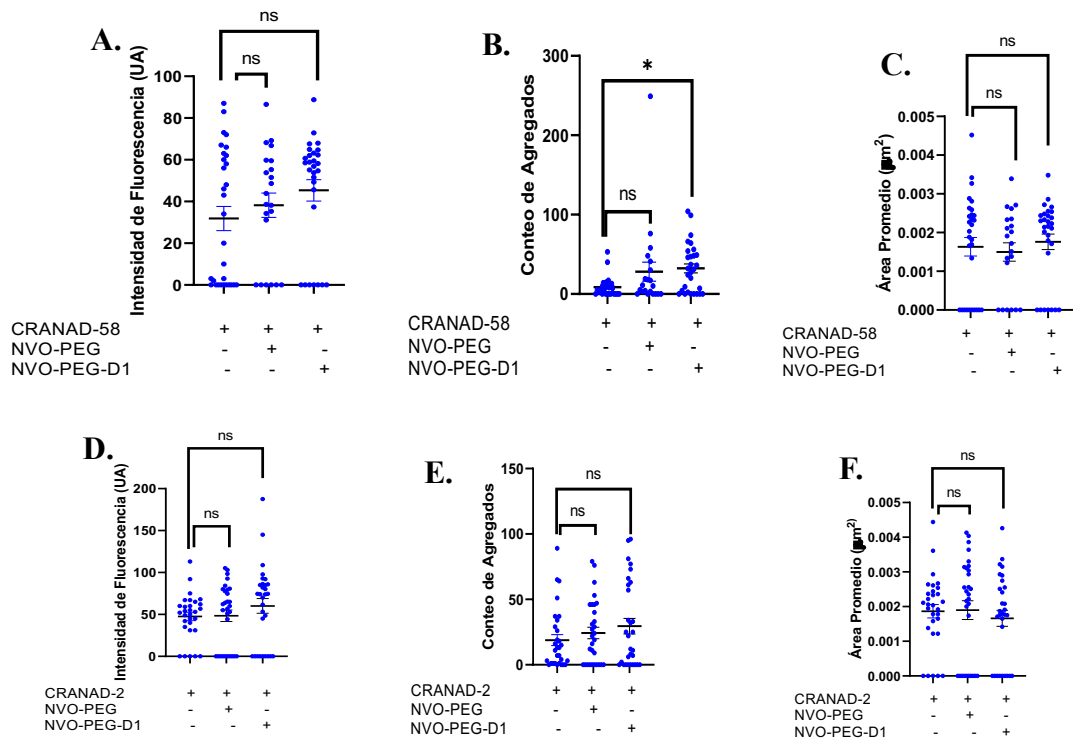 A.
ns
ns
Intensidad de Fluorescencia (UA)
100
80
60
40
20
0
CRANAD-58 + + +
NVO-PEG - + -
NVO-PEG-D1 - - +
B.
*
ns
Conteo de Agregados
300
200
100
0
CRANAD-58 + + +
NVO-PEG - + -
NVO-PEG-D1 - - +
C.
ns
ns
Área Promedio (μm²)
0.005
0.004
0.003
0.002
0.001
0.000
CRANAD-58 + + +
NVO-PEG - + -
NVO-PEG-D1 - - +
D.
ns
ns
Intensidad de Fluorescencia (UA)
200
150
100
50
0
CRANAD-2 + + +
NVO-PEG - + -
NVO-PEG-D1 - - +
E.
ns
ns
Conteo de Agregados
150
100
50
0
CRANAD-2 + + +
NVO-PEG - + -
NVO-PEG-D1 - - +
F.
ns
ns
Área Promedio (μm²)
0.005
0.004
0.003
0.002
0.001
0.000
CRANAD-2 + + +
NVO-PEG - + -
NVO-PEG-D1 - - +